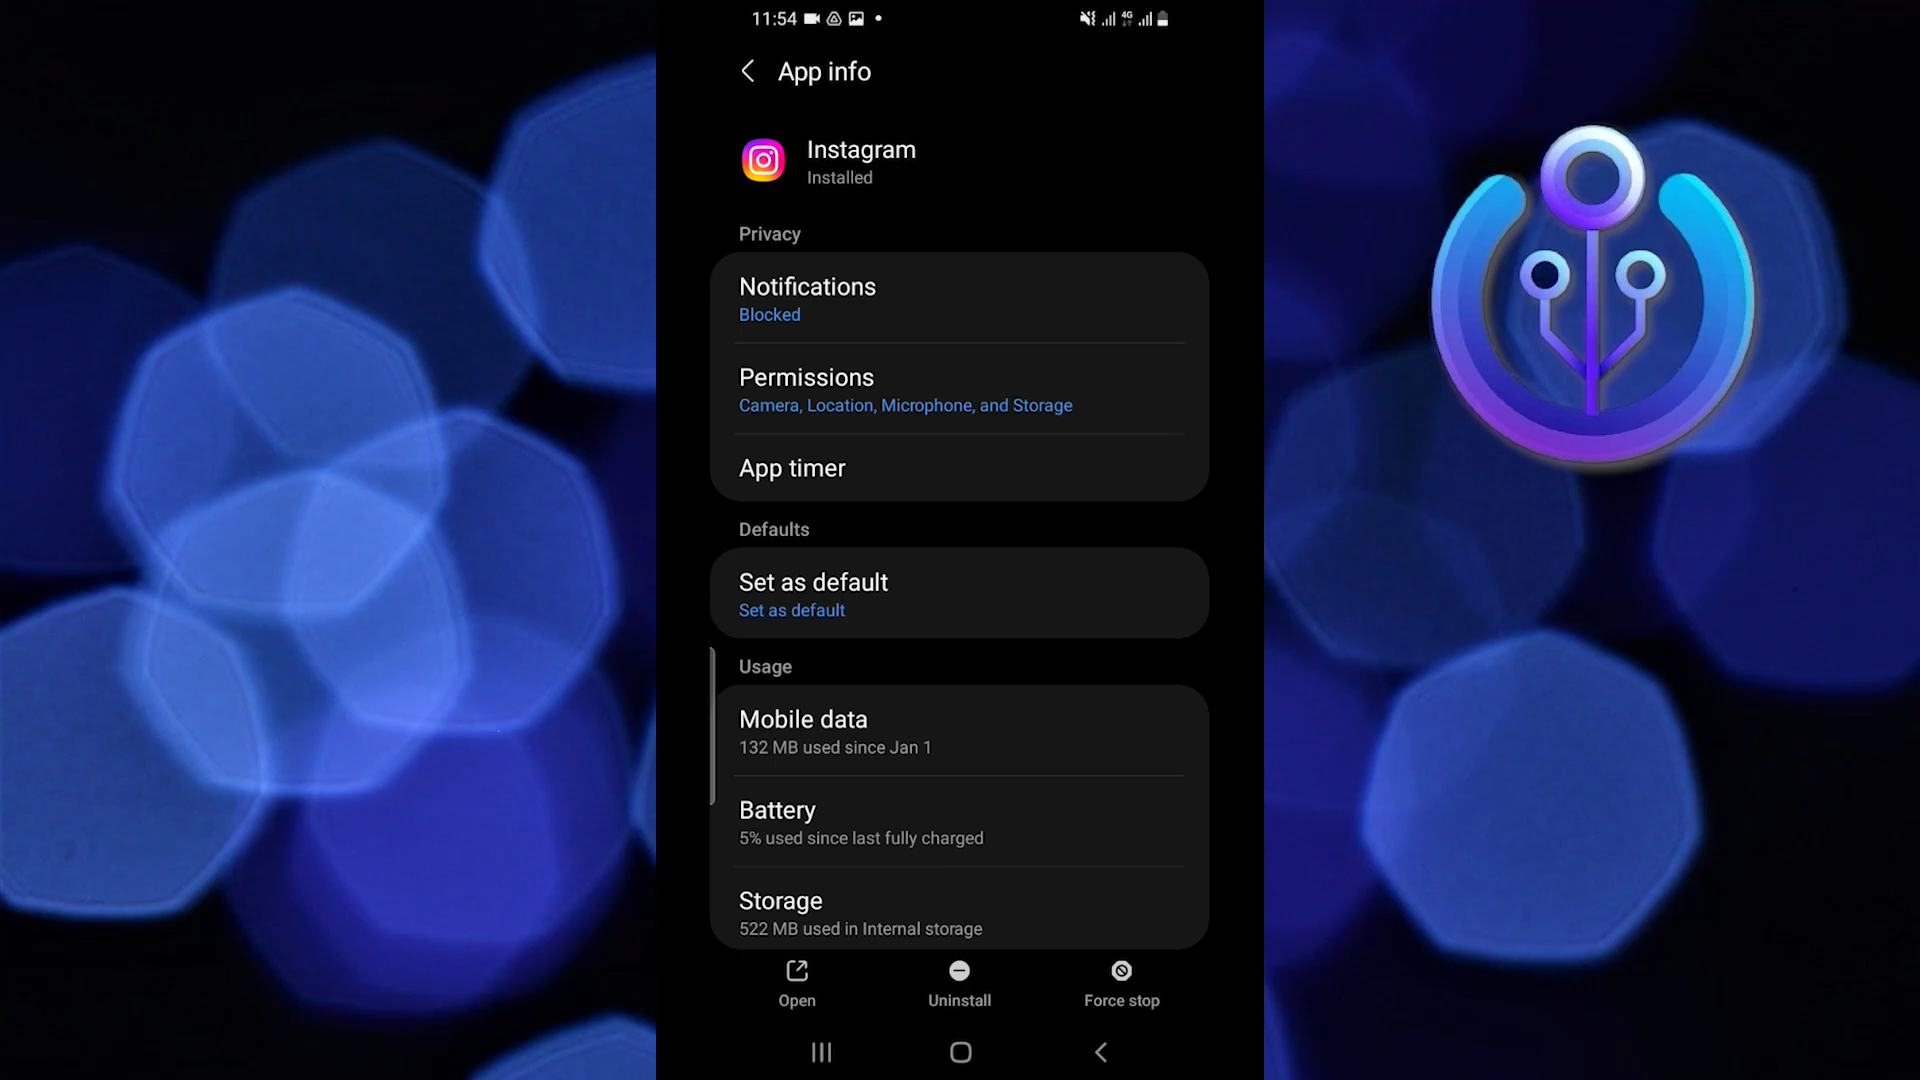 11:54
4G
App info
Instagram
Installed
Privacy
Notifications
Blocked
Permissions
Camera, Location, Microphone, and Storage
App timer
Defaults
Set as default
Set as default
Usage
Mobile data
132 MB used since Jan 1
Battery
5% used since last fully charged
Storage
522 MB used in Internal storage
Open
Uninstall
Force stop